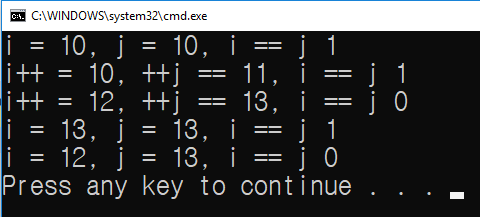 C:\WINDOWS\system32\cmd.exe
i = 10, j = 10, i == j 1
i++ = 10, ++j == 11, i == j 1
i++ = 12, ++j == 13, i == j 0
i = 13, j = 13, i == j 1
i = 12, j = 13, i == j 0
Press any key to continue . . .